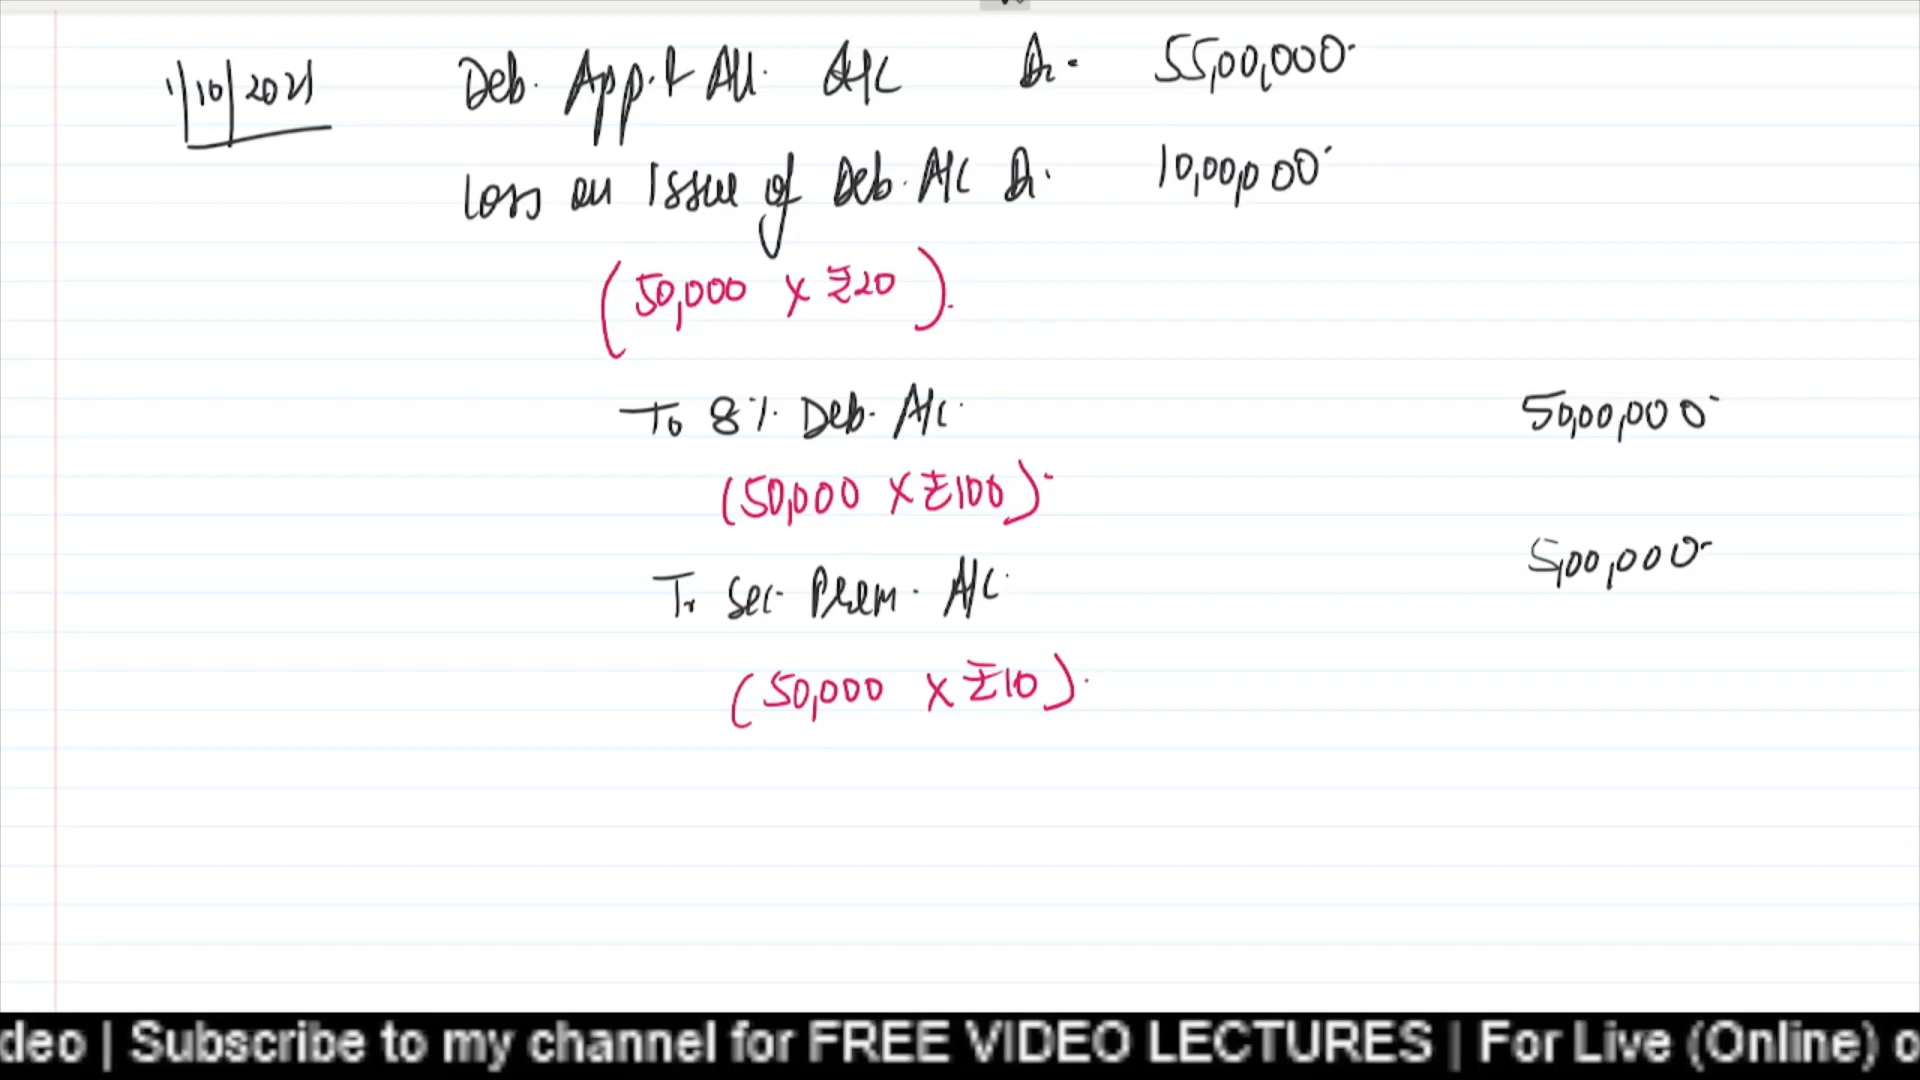 1/10/2021 Deb. App. & All. A/c Dr. 55,00,000
Loss on Issue of Deb. A/c Dr. 10,00,000
(50,000 x ₹20)
To 8% Deb. A/c 50,00,000
(50,000 x ₹100)
To Sec. Prem. A/c 5,00,000
(50,000 x ₹10)
deo | Subscribe to my channel for FREE VIDEO LECTURES | For Live (Online) o